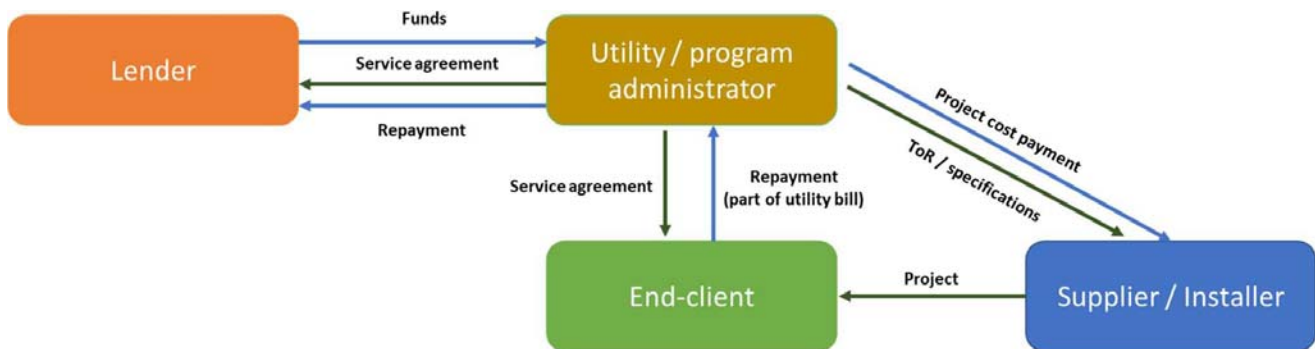 Funds
Lender
Service agreement
Repayment
Utility / program
administrator
Project cost payment
ToR / specifications
Service agreement
Repayment
(part of utility bill)
End-client
Project
Supplier / Installer